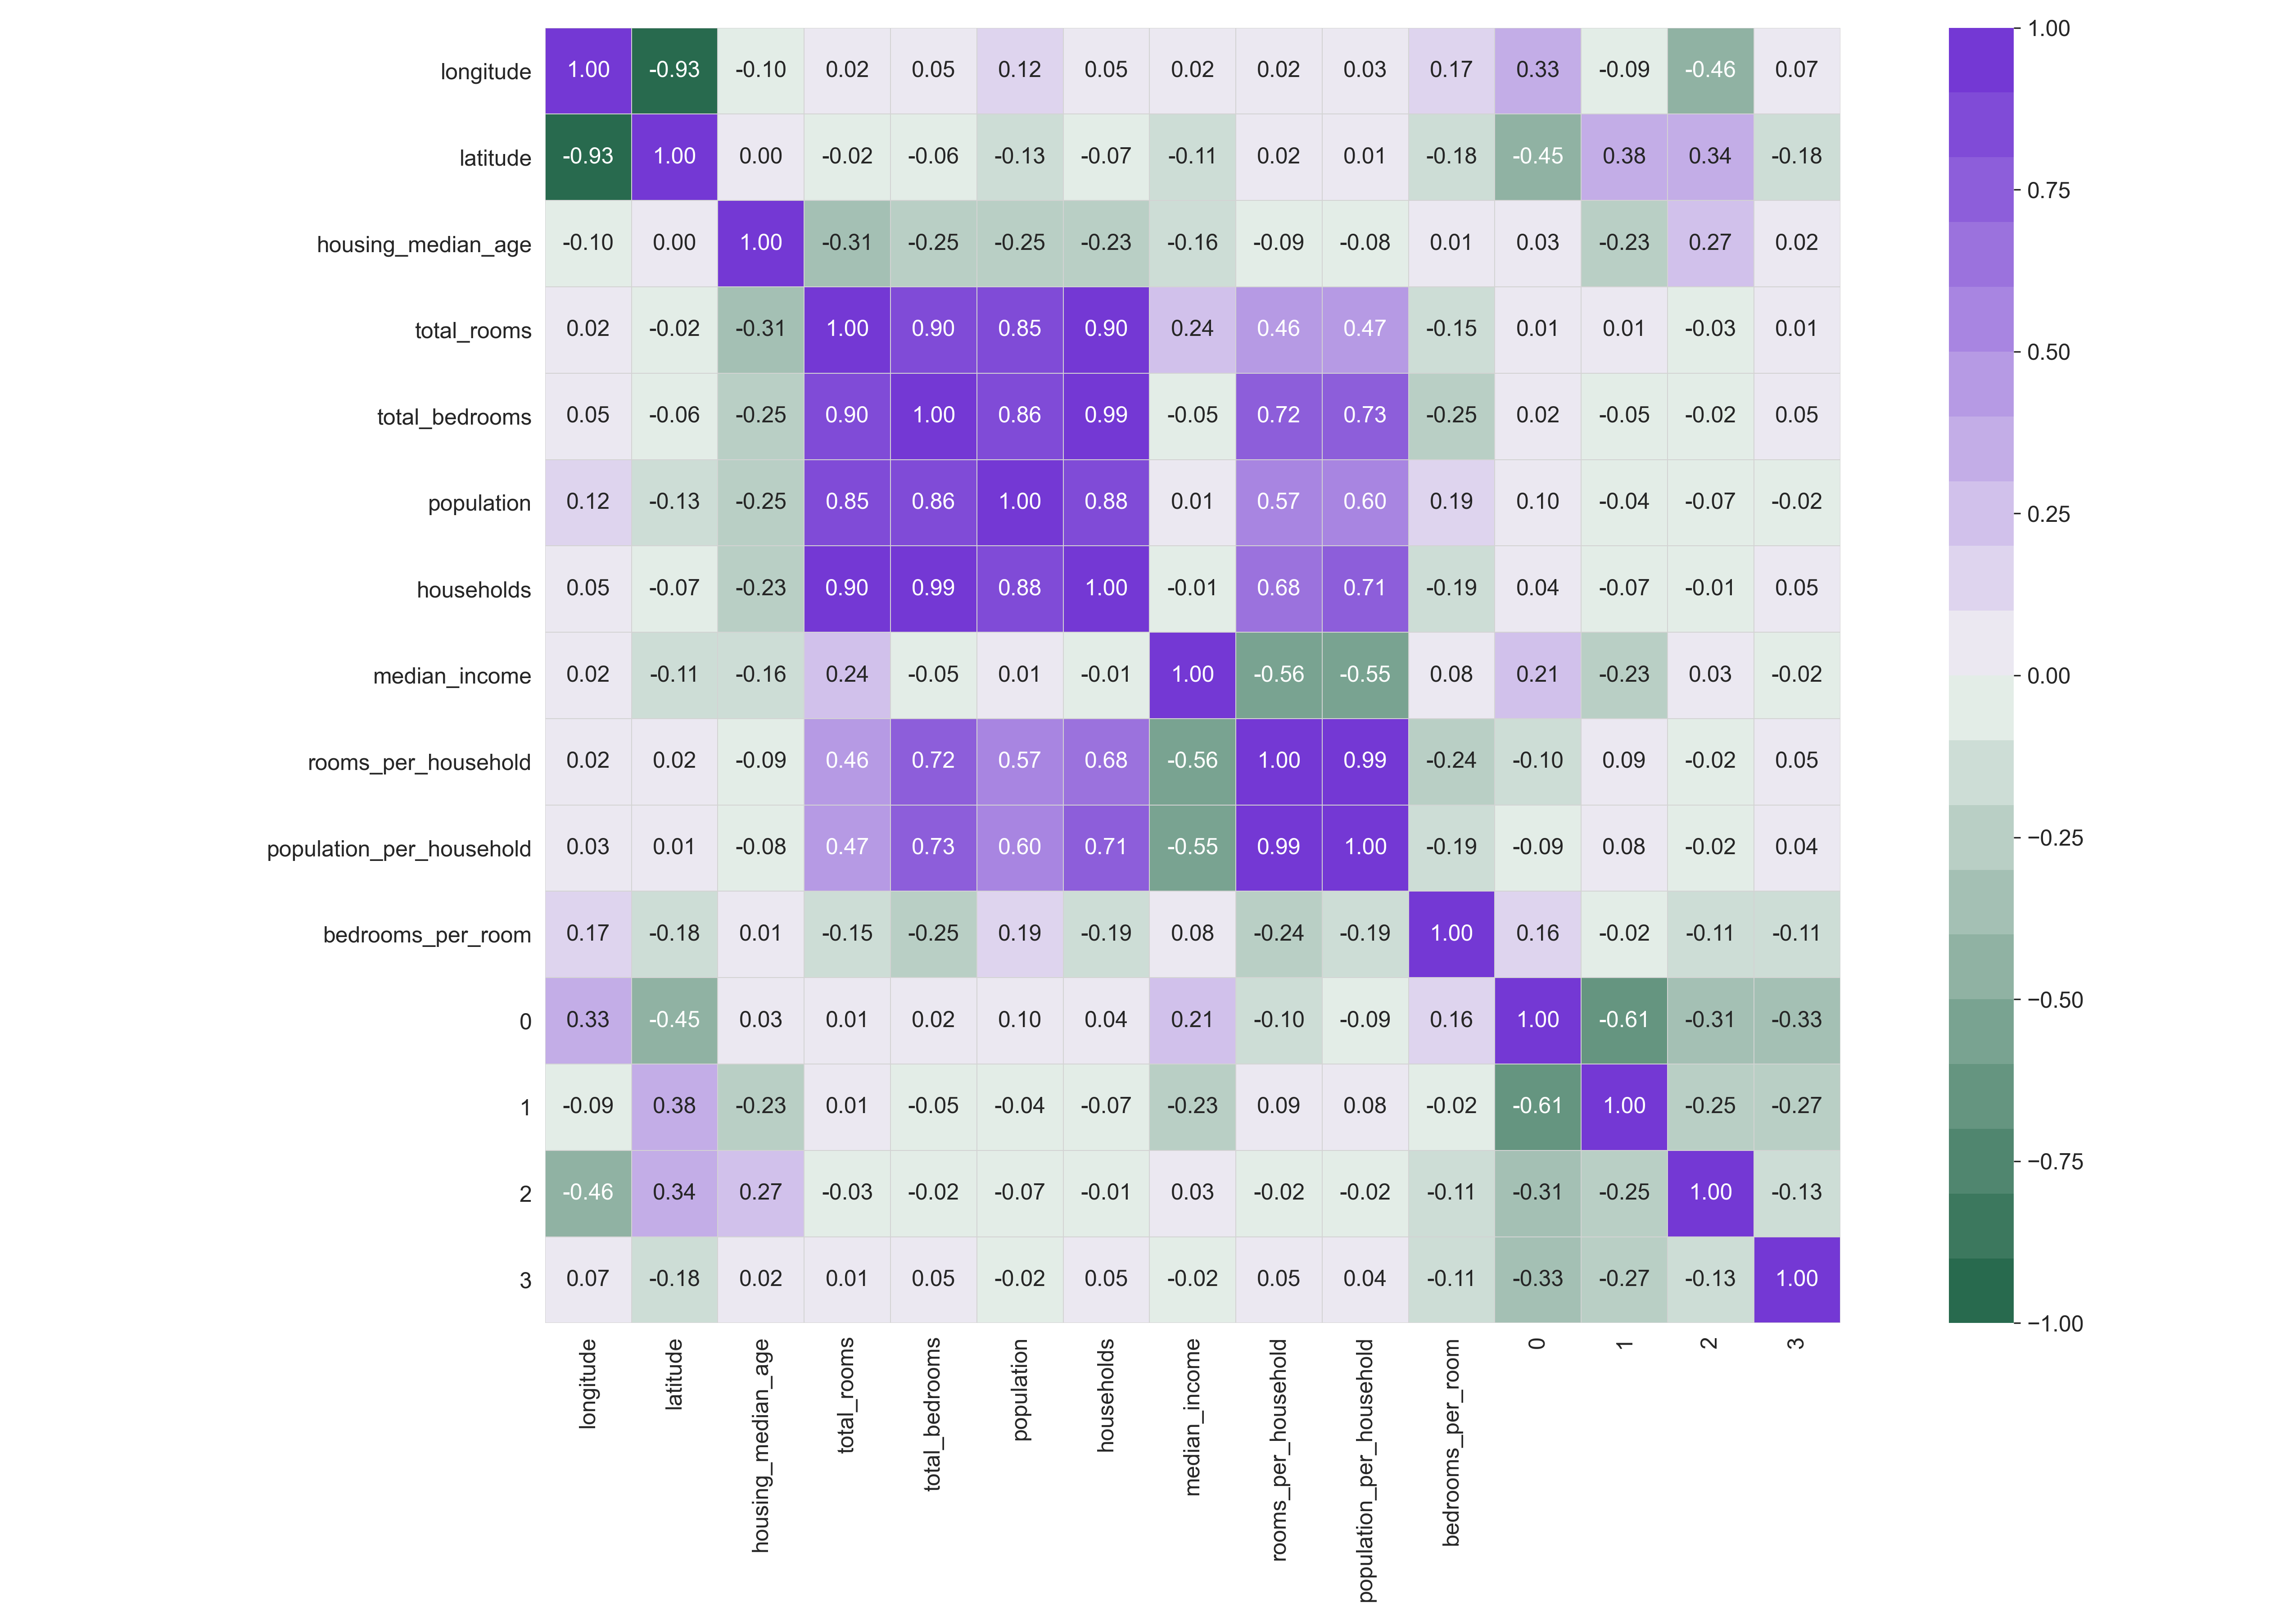 longitude 1.00 -0.93 -0.10 0.02 0.05 0.12 0.05 0.02 0.02 0.03 0.17 0.33 -0.09 -0.46 0.07
latitude -0.93 1.00 0.00 -0.02 -0.06 -0.13 -0.07 -0.11 0.02 0.01 -0.18 -0.45 0.38 0.34 -0.18
housing_median_age -0.10 0.00 1.00 -0.31 -0.25 -0.25 -0.23 -0.16 -0.09 -0.08 0.01 0.03 -0.23 0.27 0.02
total_rooms 0.02 -0.02 -0.31 1.00 0.90 0.85 0.90 0.24 0.46 0.47 -0.15 0.01 0.01 -0.03 0.01
total_bedrooms 0.05 -0.06 -0.25 0.90 1.00 0.86 0.99 -0.05 0.72 0.73 -0.25 0.02 -0.05 -0.02 0.05
population 0.12 -0.13 -0.25 0.85 0.86 1.00 0.88 0.01 0.57 0.60 0.19 0.10 -0.04 -0.07 -0.02
households 0.05 -0.07 -0.23 0.90 0.99 0.88 1.00 -0.01 0.68 0.71 -0.19 0.04 -0.07 -0.01 0.05
median_income 0.02 -0.11 -0.16 0.24 -0.05 0.01 -0.01 1.00 -0.56 -0.55 0.08 0.21 -0.23 0.03 -0.02
rooms_per_household 0.02 0.02 -0.09 0.46 0.72 0.57 0.68 -0.56 1.00 0.99 -0.24 -0.10 0.09 -0.02 0.05
population_per_household 0.03 0.01 -0.08 0.47 0.73 0.60 0.71 -0.55 0.99 1.00 -0.19 -0.09 0.08 -0.02 0.04
bedrooms_per_room 0.17 -0.18 0.01 -0.15 -0.25 0.19 -0.19 0.08 -0.24 -0.19 1.00 0.16 -0.02 -0.11 -0.11
0 0.33 -0.45 0.03 0.01 0.02 0.10 0.04 0.21 -0.10 -0.09 0.16 1.00 -0.61 -0.31 -0.33
1 -0.09 0.38 -0.23 0.01 -0.05 -0.04 -0.07 -0.23 0.09 0.08 -0.02 -0.61 1.00 -0.25 -0.27
2 -0.46 0.34 0.27 -0.03 -0.02 -0.07 -0.01 0.03 -0.02 -0.02 -0.11 -0.31 -0.25 1.00 -0.13
3 0.07 -0.18 0.02 0.01 0.05 -0.02 0.05 -0.02 0.05 0.04 -0.11 -0.33 -0.27 -0.13 1.00
longitude
latitude
housing_median_age
total_rooms
total_bedrooms
population
households
median_income
rooms_per_household
population_per_household
bedrooms_per_room
0
1
2
3
1.00
0.75
0.50
0.25
0.00
−0.25
−0.50
−0.75
−1.00